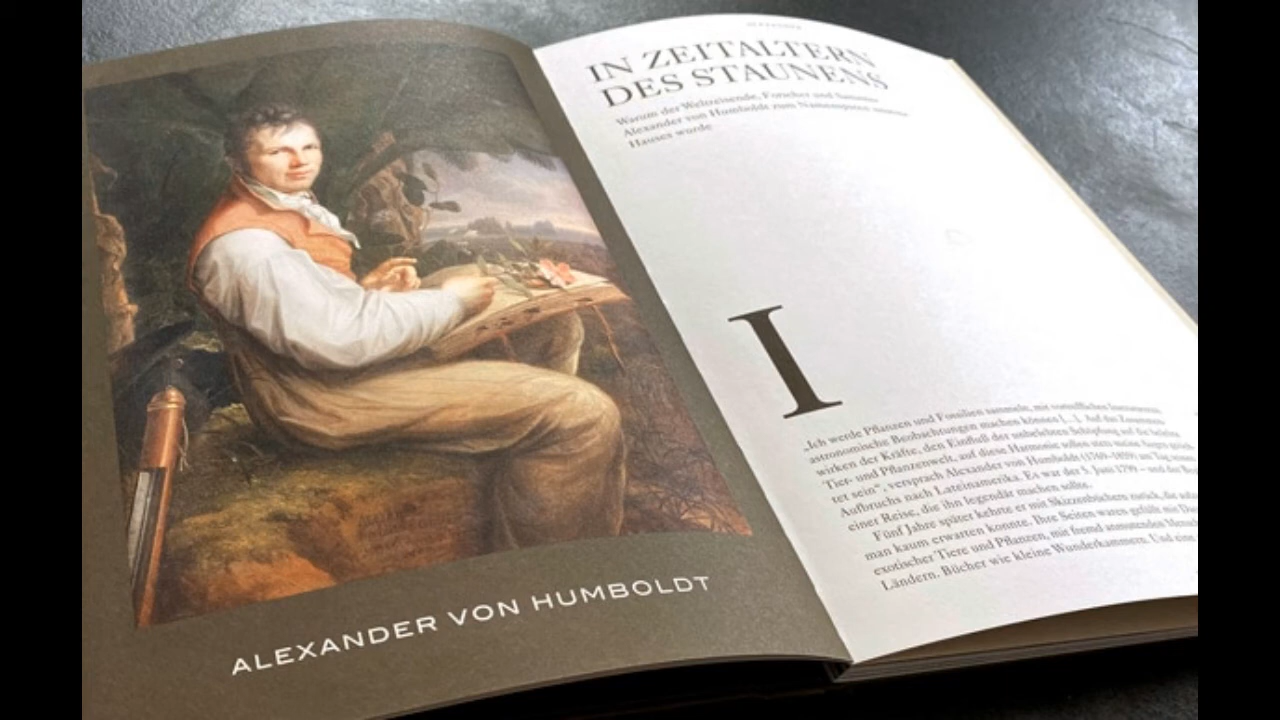 ALEXANDER VON HUMBOLDT
IN ZEITALTERN
DES STAUNENS
Warum der Weltreisende, Forscher und Sammler
Alexander von Humboldt zum Namenspaten unseres
Hauses wurde
I
„Ich werde Pflanzen und Fossilien sammeln, mit vortrefflichen Instrumenten
astronomische Beobachtungen machen können [...]. Auf das Zusammen-
wirken der Kräfte, den Einfluß der unbelebten Schöpfung auf die belebte
Tier- und Pflanzenwelt, auf diese Harmonie sollen stets meine Augen gerich-
tet sein“, versprach Alexander von Humboldt (1769–1859) am Tag seines
Aufbruchs nach Lateinamerika. Es war der 5. Juni 1799 – und der Beginn
einer Reise, die ihn legendär machen sollte.
Fünf Jahre später kehrte er mit Skizzenbüchern zurück, die
man kaum erwarten konnte. Ihre Seiten waren gefüllt mit
exotischer Tiere und Pflanzen, mit fremd anmutenden
Ländern. Bücher wie kleine Wunderkammern. Und eine